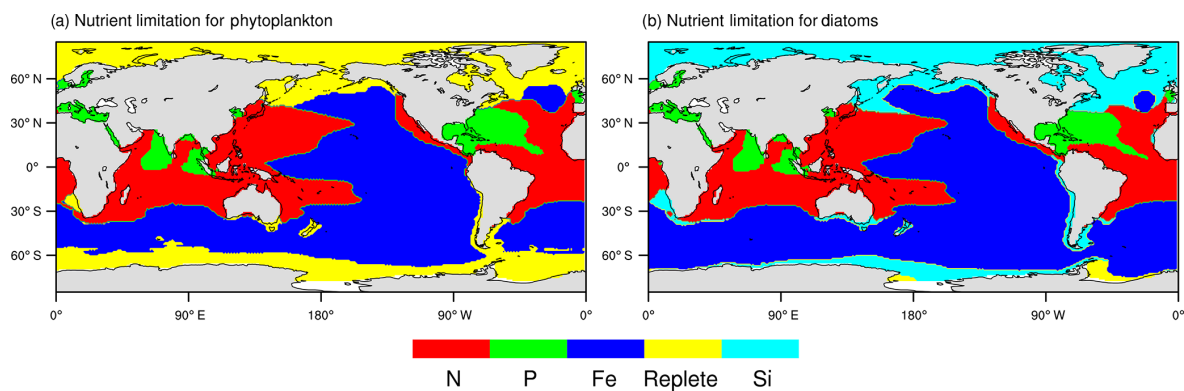 (a) Nutrient limitation for phytoplankton
60° N
30° N
0°
30° S
60° S
0°
90° E
180°
90° W
0°
(b) Nutrient limitation for diatoms
60° N
30° N
0°
30° S
60° S
0°
90° E
180°
90° W
0°
N P Fe Replete Si